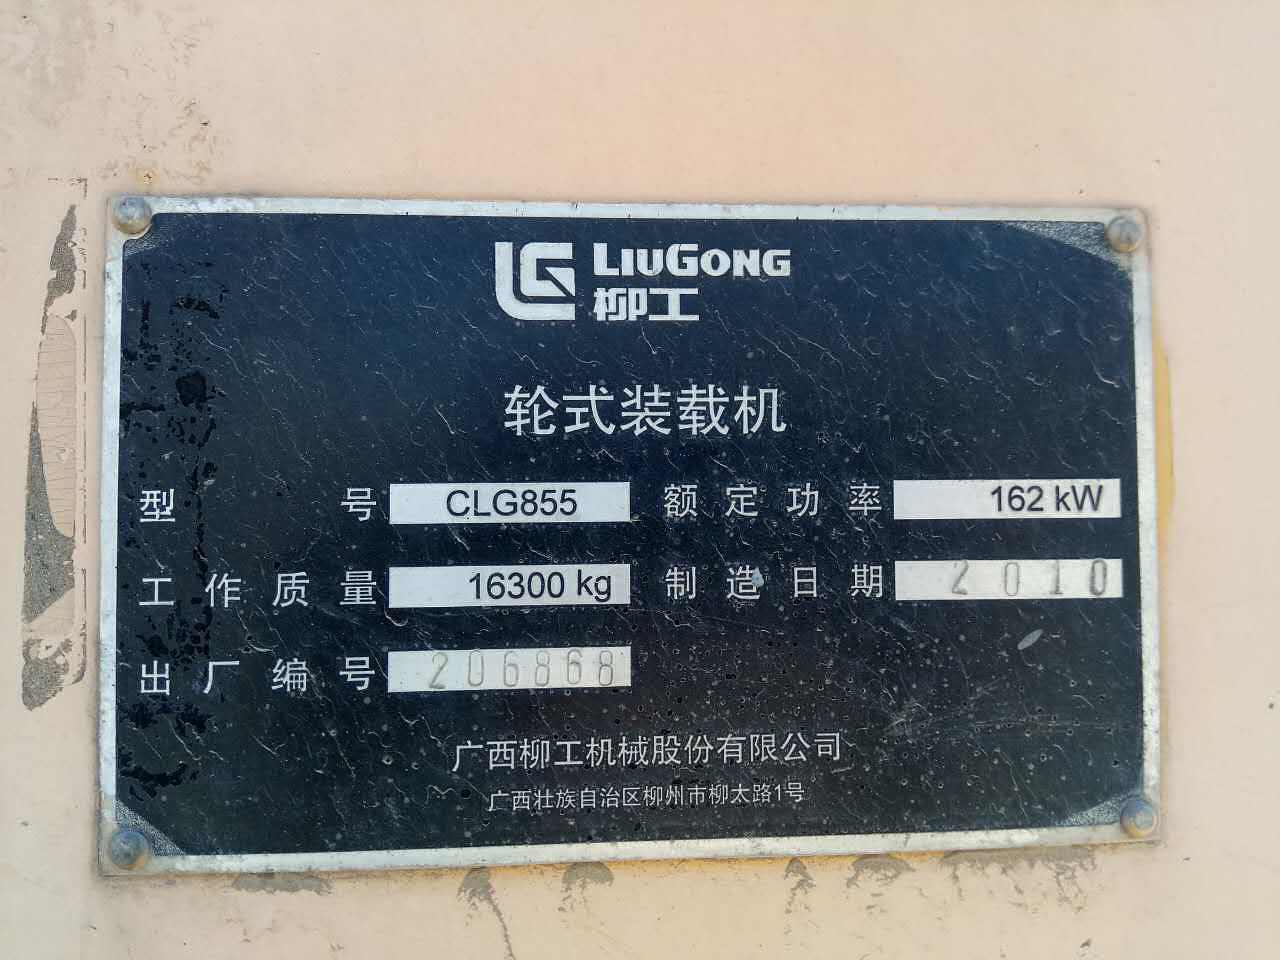 LG LIUGONG
柳工
轮式装载机
型号 CLG855 额定功率 162 kW
工作质量 16300 kg 制造日期 2010
出厂编号 206868
广西柳工机械股份有限公司
广西壮族自治区柳州市柳太路1号